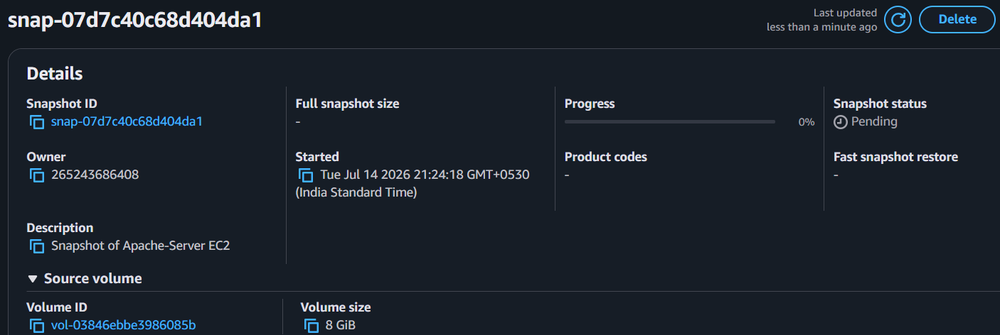 snap-07d7c40c68d404da1
Last updated
less than a minute ago
Delete
Details
Snapshot ID
snap-07d7c40c68d404da1
Full snapshot size
-
Progress
0%
Snapshot status
Pending
Owner
265243686408
Started
Tue Jul 14 2026 21:24:18 GMT+0530
(India Standard Time)
Product codes
-
Fast snapshot restore
-
Description
Snapshot of Apache-Server EC2
Source volume
Volume ID
vol-03846ebbe3986085b
Volume size
8 GiB